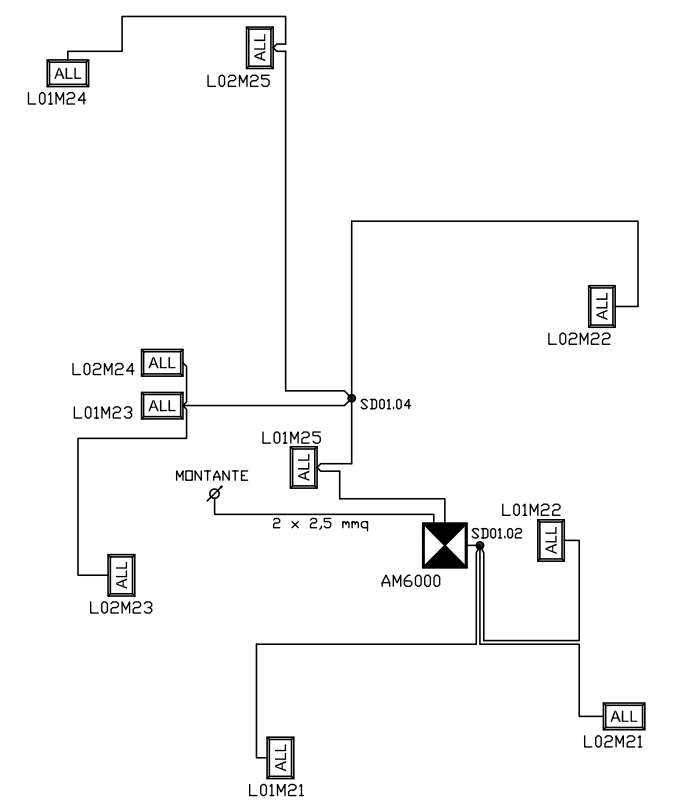 ALL
L01M24
ALL
L02M25
ALL
L02M22
ALL
L02M24
ALL
L01M23
SD01.04
L01M25
ALL
MONTANTE
2 x 2,5 mmq
L01M22
ALL
SD01.02
AM6000
ALL
L02M23
ALL
L02M21
ALL
L01M21